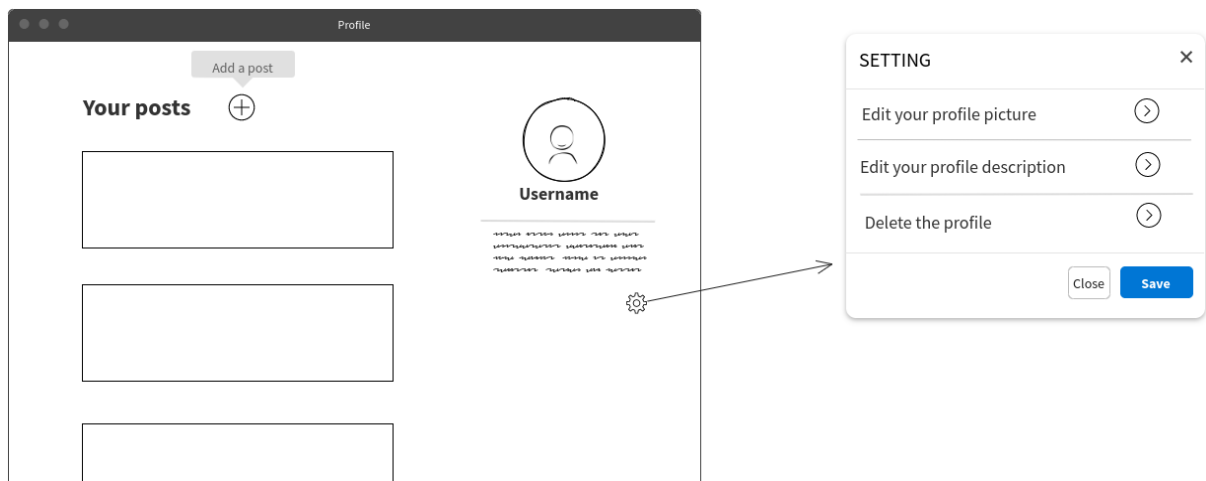 Profile
Add a post
Your posts
Username
SETTING
Edit your profile picture
Edit your profile description
Delete the profile
Close
Save